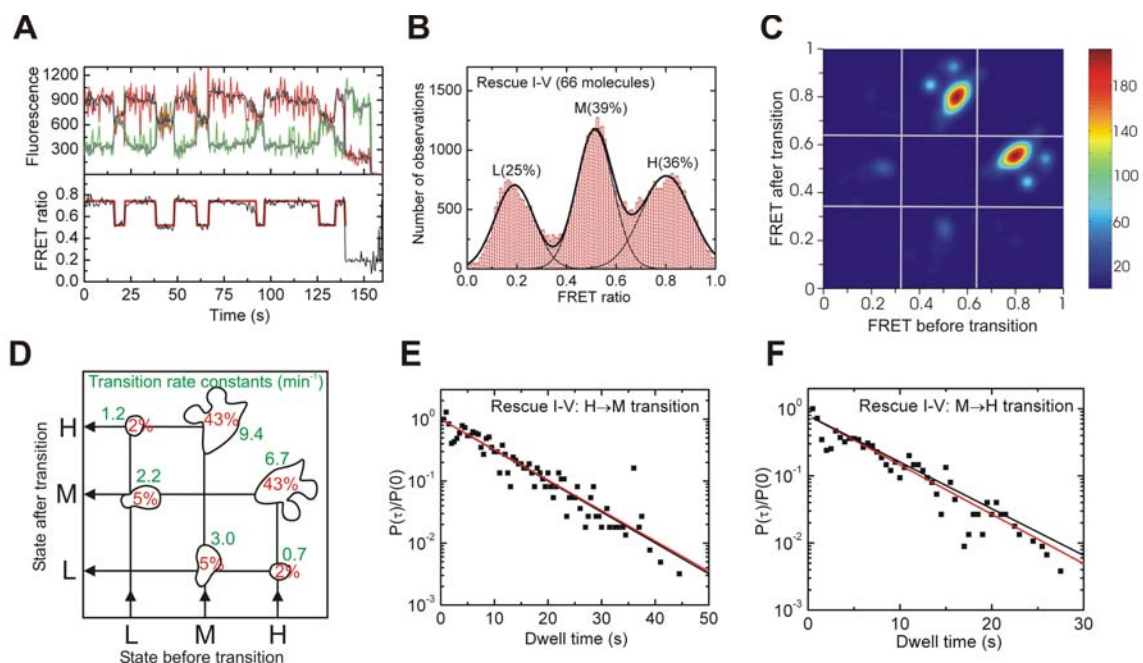 A
1200
900
600
300
Fluorescence
0.8
0.6
0.4
0.2
0.0
FRET ratio
0 25 50 75 100 125 150
Time (s)
B
Rescue I-V (66 molecules)
M(39%)
L(25%)
H(36%)
1500
1000
500
0
Number of observations
0.0 0.2 0.4 0.6 0.8 1.0
FRET ratio
C
1
0.8
0.6
0.4
0.2
0
FRET after transition
0 0.2 0.4 0.6 0.8 1
FRET before transition
200
180
160
140
120
100
80
60
40
20
D
Transition rate constants (min⁻¹)
1.2
2%
43%
9.4
H
6.7
2.2
43%
5%
M
3.0
0.7
5%
2%
L
State after transition
L M H
State before transition
E
Rescue I-V: H→M transition
10⁰
10⁻¹
10⁻²
10⁻³
P(τ)/P(0)
0 10 20 30 40 50
Dwell time (s)
F
Rescue I-V: M→H transition
10⁰
10⁻¹
10⁻²
10⁻³
P(τ)/P(0)
0 10 20 30
Dwell time (s)